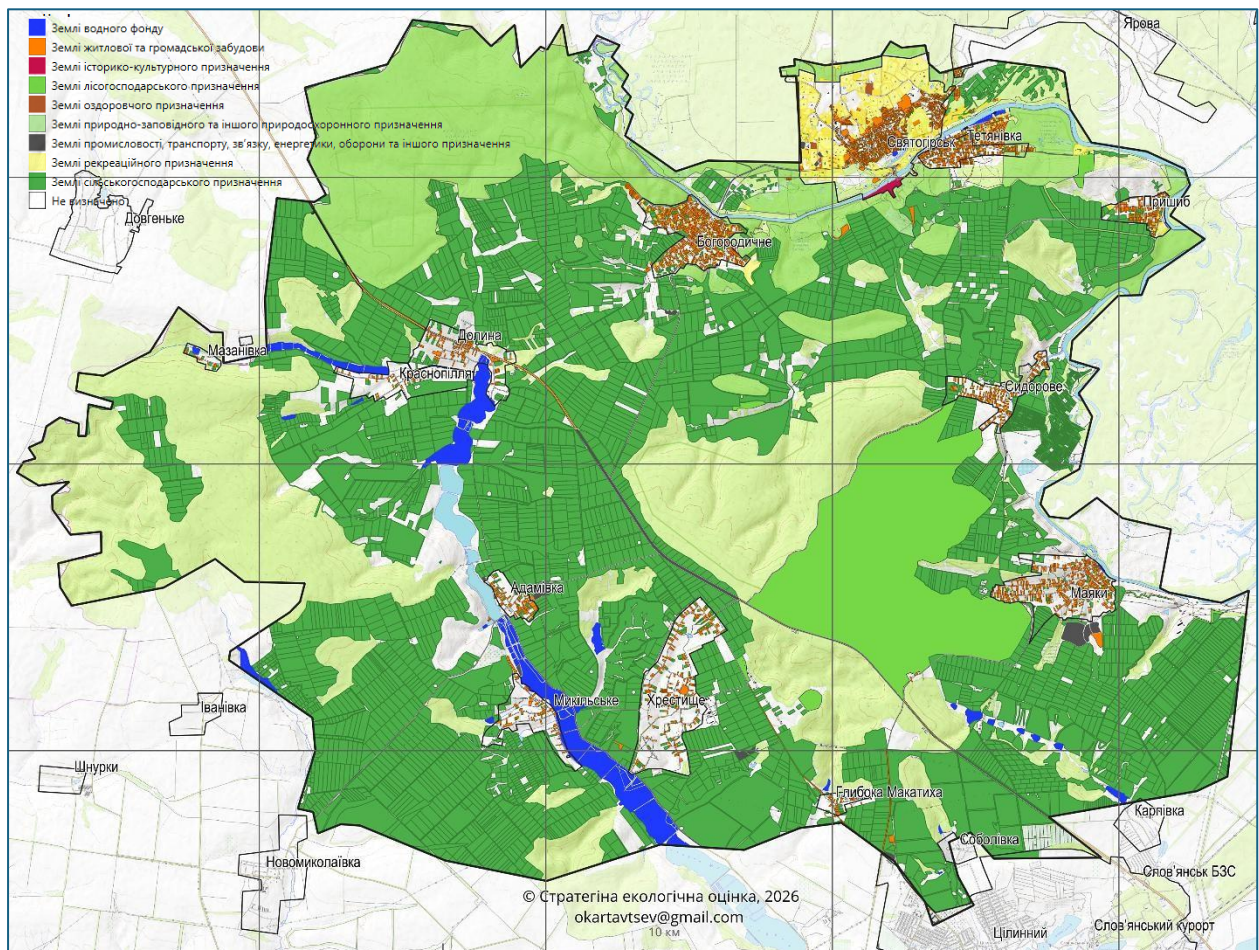 Землі водного фонду
Землі житлової та громадської забудови
Землі історико-культурного призначення
Землі лісогосподарського призначення
Землі оздоровчого призначення
Землі природно-заповідного та іншого природоохоронного призначення
Землі промисловості, транспорту, зв'язку, енергетики, оборони та іншого призначення
Землі рекреаційного призначення
Землі сільськогосподарського призначення
Не визначено
Ярова
Святогірськ
Тетянівка
Довгеньке
Пришиб
Богородичне
Долина
Мазанівка
Краснопілля
Сидорове
Адамівка
Маяки
Іванівка
Микільське
Хрестище
Шнурки
Глибока Макатиха
Карпівка
Соболівка
Новомиколаївка
Слов'янськ БЗС
© Стратегіна екологічна оцінка, 2026
okartavtsev@gmail.com
10 км
Слов'янський курорт
Цілинний